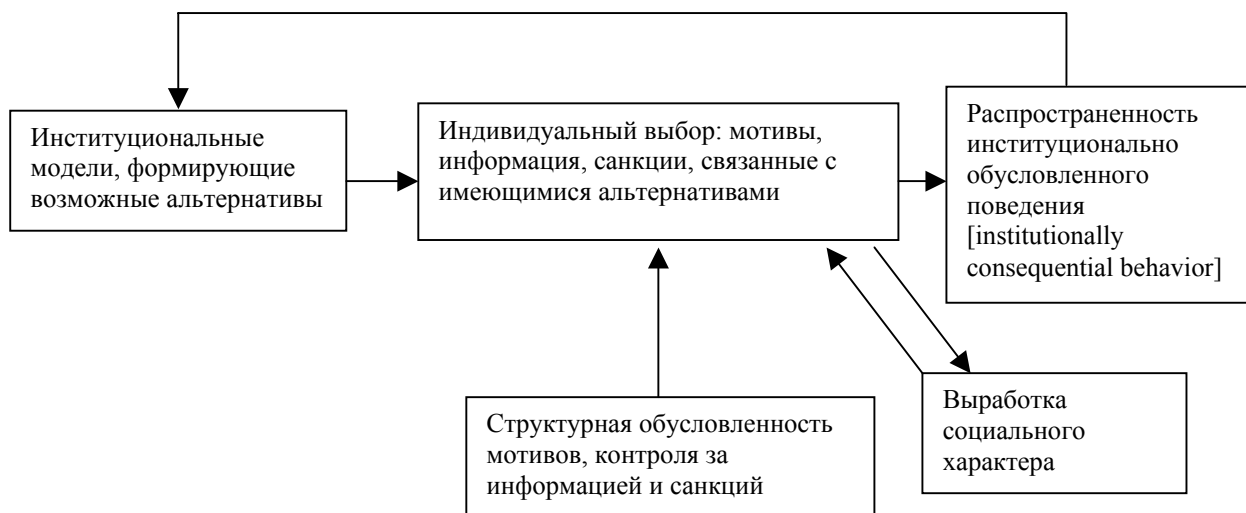 Институциональные
модели, формирующие
возможные альтернативы
Индивидуальный выбор: мотивы,
информация, санкции, связанные с
имеющимися альтернативами
Распространенность
институционально
обусловленного
поведения
[institutionally
consequential behavior]
Структурная обусловленность
мотивов, контроля за
информацией и санкций
Выработка
социального
характера